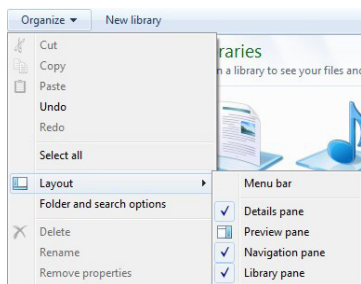 Organize New library
Cut
Copy
Paste
Undo
Redo
Select all
Layout
Folder and search options
Delete
Rename
Remove properties
raries
a library to see your files and
Menu bar
Details pane
Preview pane
Navigation pane
Library pane